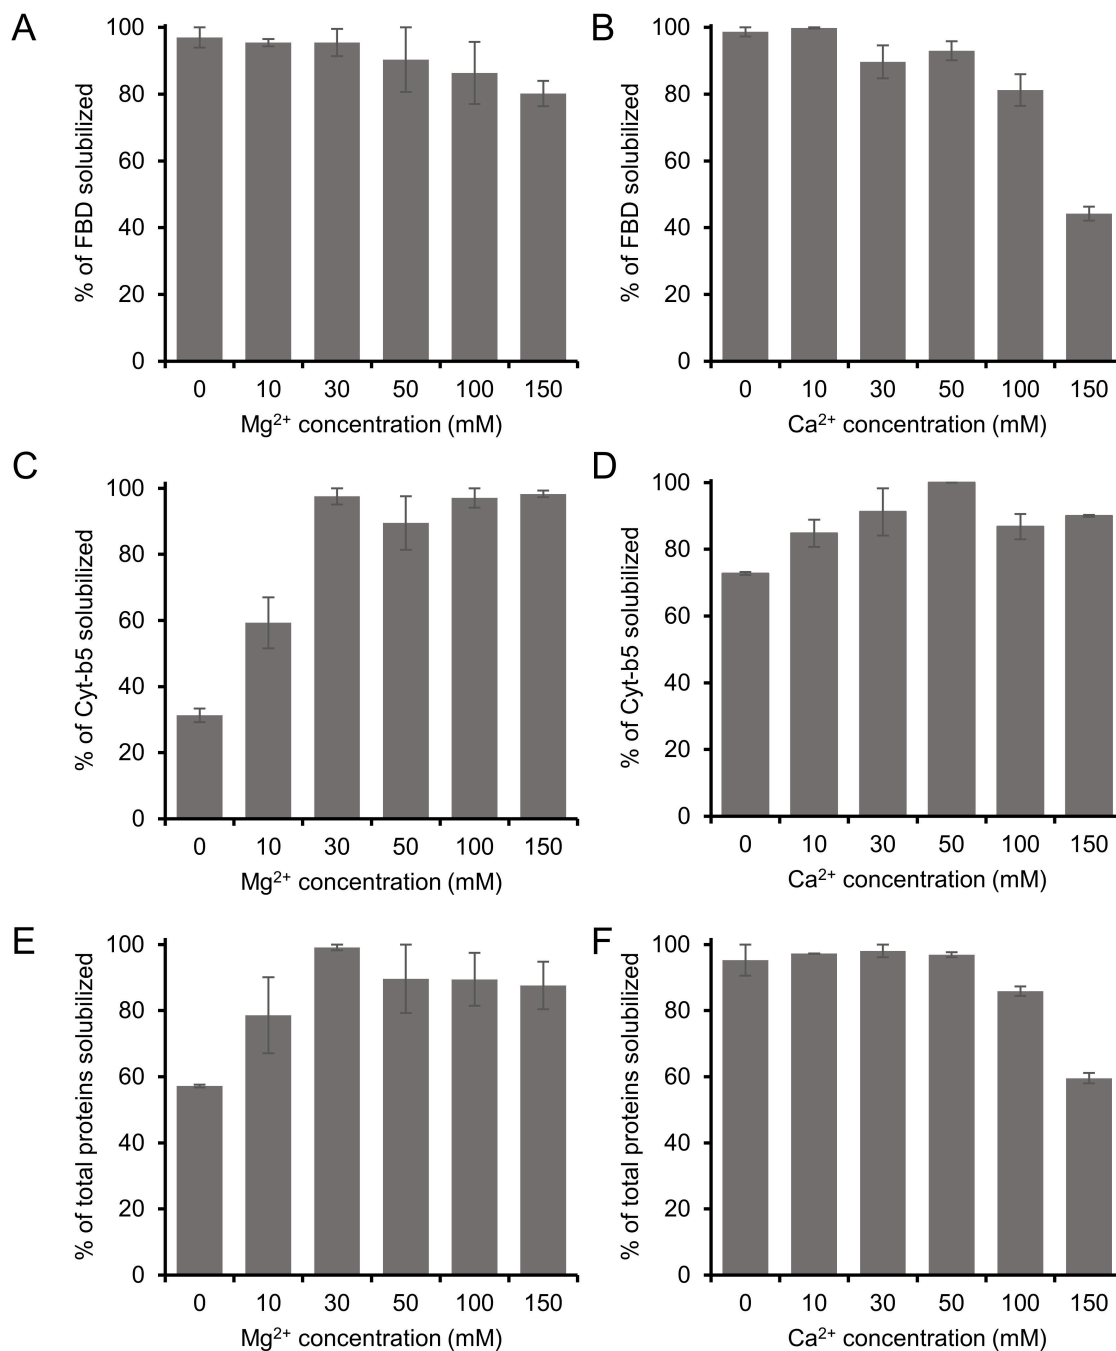 A
% of FBD solubilized
100
80
60
40
20
0
0 10 30 50 100 150
Mg²⁺ concentration (mM)
B
% of FBD solubilized
100
80
60
40
20
0
0 10 30 50 100 150
Ca²⁺ concentration (mM)
C
% of Cyt-b5 solubilized
100
80
60
40
20
0
0 10 30 50 100 150
Mg²⁺ concentration (mM)
D
% of Cyt-b5 solubilized
100
80
60
40
20
0
0 10 30 50 100 150
Ca²⁺ concentration (mM)
E
% of total proteins solubilized
100
80
60
40
20
0
0 10 30 50 100 150
Mg²⁺ concentration (mM)
F
% of total proteins solubilized
100
80
60
40
20
0
0 10 30 50 100 150
Ca²⁺ concentration (mM)